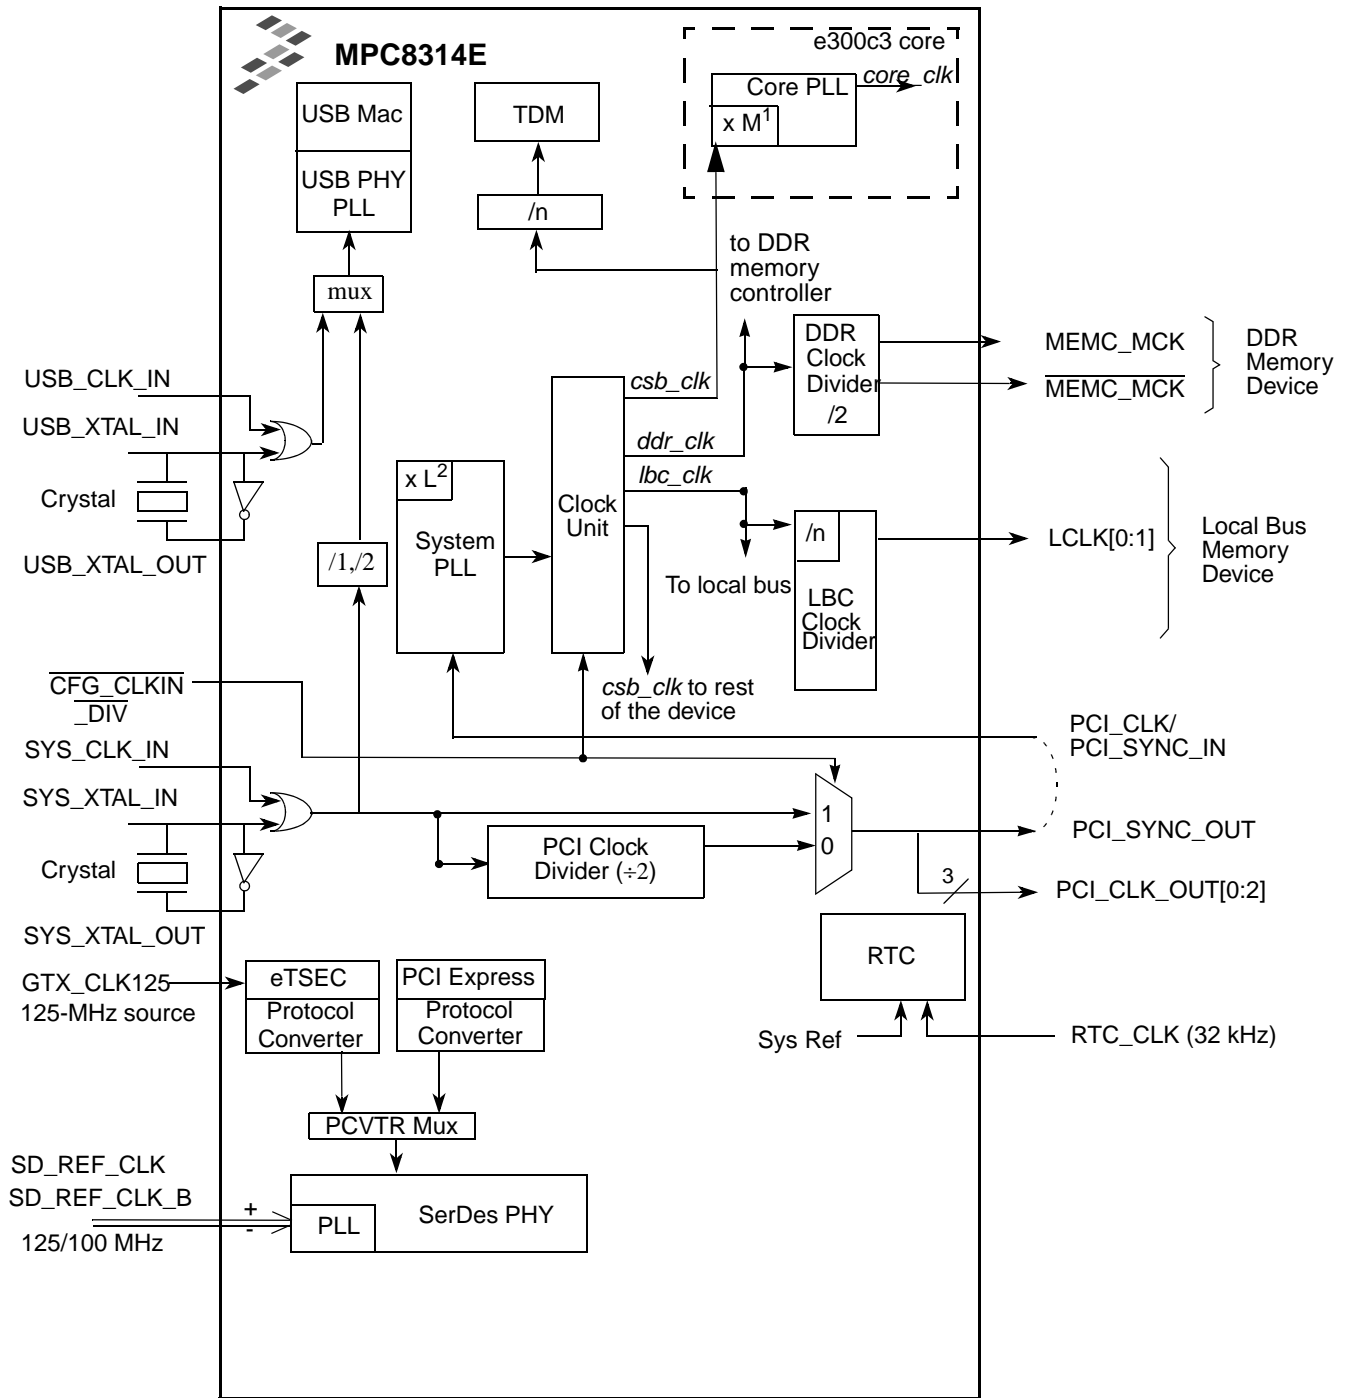 MPC8314E
e300c3 core
Core PLL
core_clk
x M1
USB Mac
USB PHY
PLL
TDM
/n
mux
to DDR
memory
controller
DDR
Clock
Divider
/2
MEMC_MCK
MEMC_MCK
DDR
Memory
Device
USB_CLK_IN
USB_XTAL_IN
Crystal
USB_XTAL_OUT
csb_clk
ddr_clk
lbc_clk
x L2
System
PLL
Clock
Unit
/1,/2
/n
LBC
Clock
Divider
To local bus
LCLK[0:1]
Local Bus
Memory
Device
csb_clk to rest
of the device
CFG_CLKIN
_DIV
SYS_CLK_IN
SYS_XTAL_IN
Crystal
SYS_XTAL_OUT
PCI_CLK/
PCI_SYNC_IN
1
0
PCI Clock
Divider (÷2)
PCI_SYNC_OUT
3
PCI_CLK_OUT[0:2]
RTC
Sys Ref
RTC_CLK (32 kHz)
GTX_CLK125
125-MHz source
eTSEC
Protocol
Converter
PCI Express
Protocol
Converter
PCVTR Mux
SD_REF_CLK
SD_REF_CLK_B
+
-
125/100 MHz
PLL
SerDes PHY